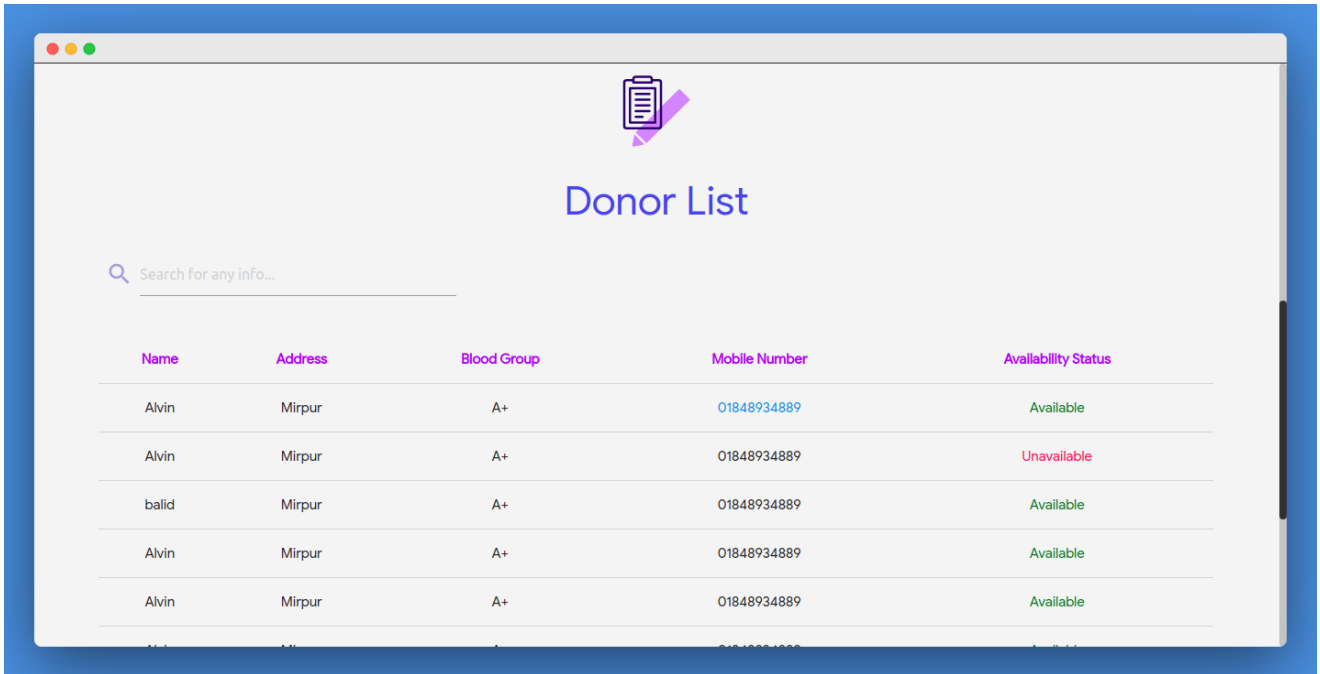 Donor List
Search for any info...
Name Address Blood Group Mobile Number Availability Status
Alvin Mirpur A+ 01848934889 Available
Alvin Mirpur A+ 01848934889 Unavailable
balid Mirpur A+ 01848934889 Available
Alvin Mirpur A+ 01848934889 Available
Alvin Mirpur A+ 01848934889 Available